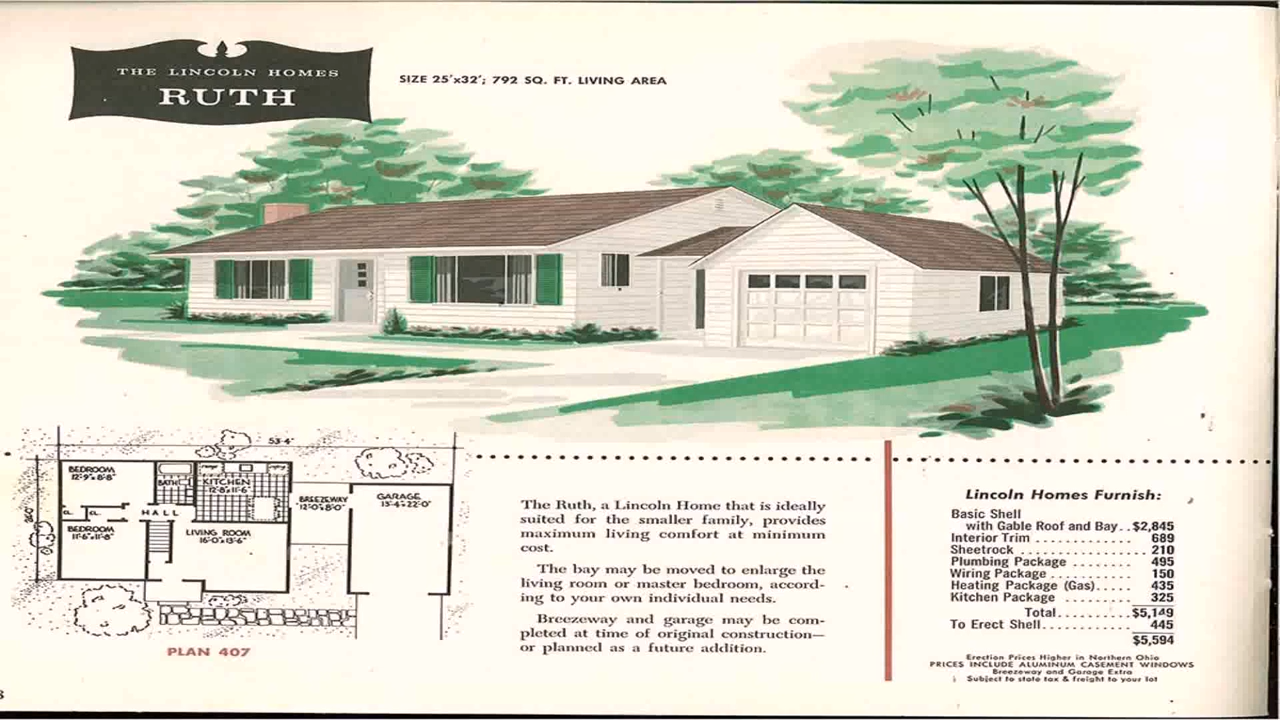 THE LINCOLN HOMES
RUTH
SIZE 25'x32'; 792 SQ. FT. LIVING AREA
53'-4"
BEDROOM
12'-9"x8'-8"
BATH
KITCHEN
12'-8"x11'-6"
BREEZEWAY
12'-0"x8'-0"
GARAGE
13'-4"x22'-0"
HALL
BEDROOM
11'-6"x11'-8"
LIVING ROOM
16'-0"x13'-6"
PLAN 407
The Ruth, a Lincoln Home that is ideally
suited for the smaller family, provides
maximum living comfort at minimum
cost.
The bay may be moved to enlarge the
living room or master bedroom, accord-
ing to your own individual needs.
Breezeway and garage may be com-
pleted at time of original construction—
or planned as a future addition.
Lincoln Homes Furnish:
Basic Shell
with Gable Roof and Bay..$2,845
Interior Trim ............. 689
Sheetrock ................ 210
Plumbing Package ........ 495
Wiring Package .......... 150
Heating Package (Gas)..... 435
Kitchen Package ......... 325
Total..........$5,149
To Erect Shell............ 445
$5,594
Erection Prices Higher in Northern Ohio
PRICES INCLUDE ALUMINUM CASEMENT WINDOWS
Breezeway and Garage Extra
Subject to state tax & freight to your lot